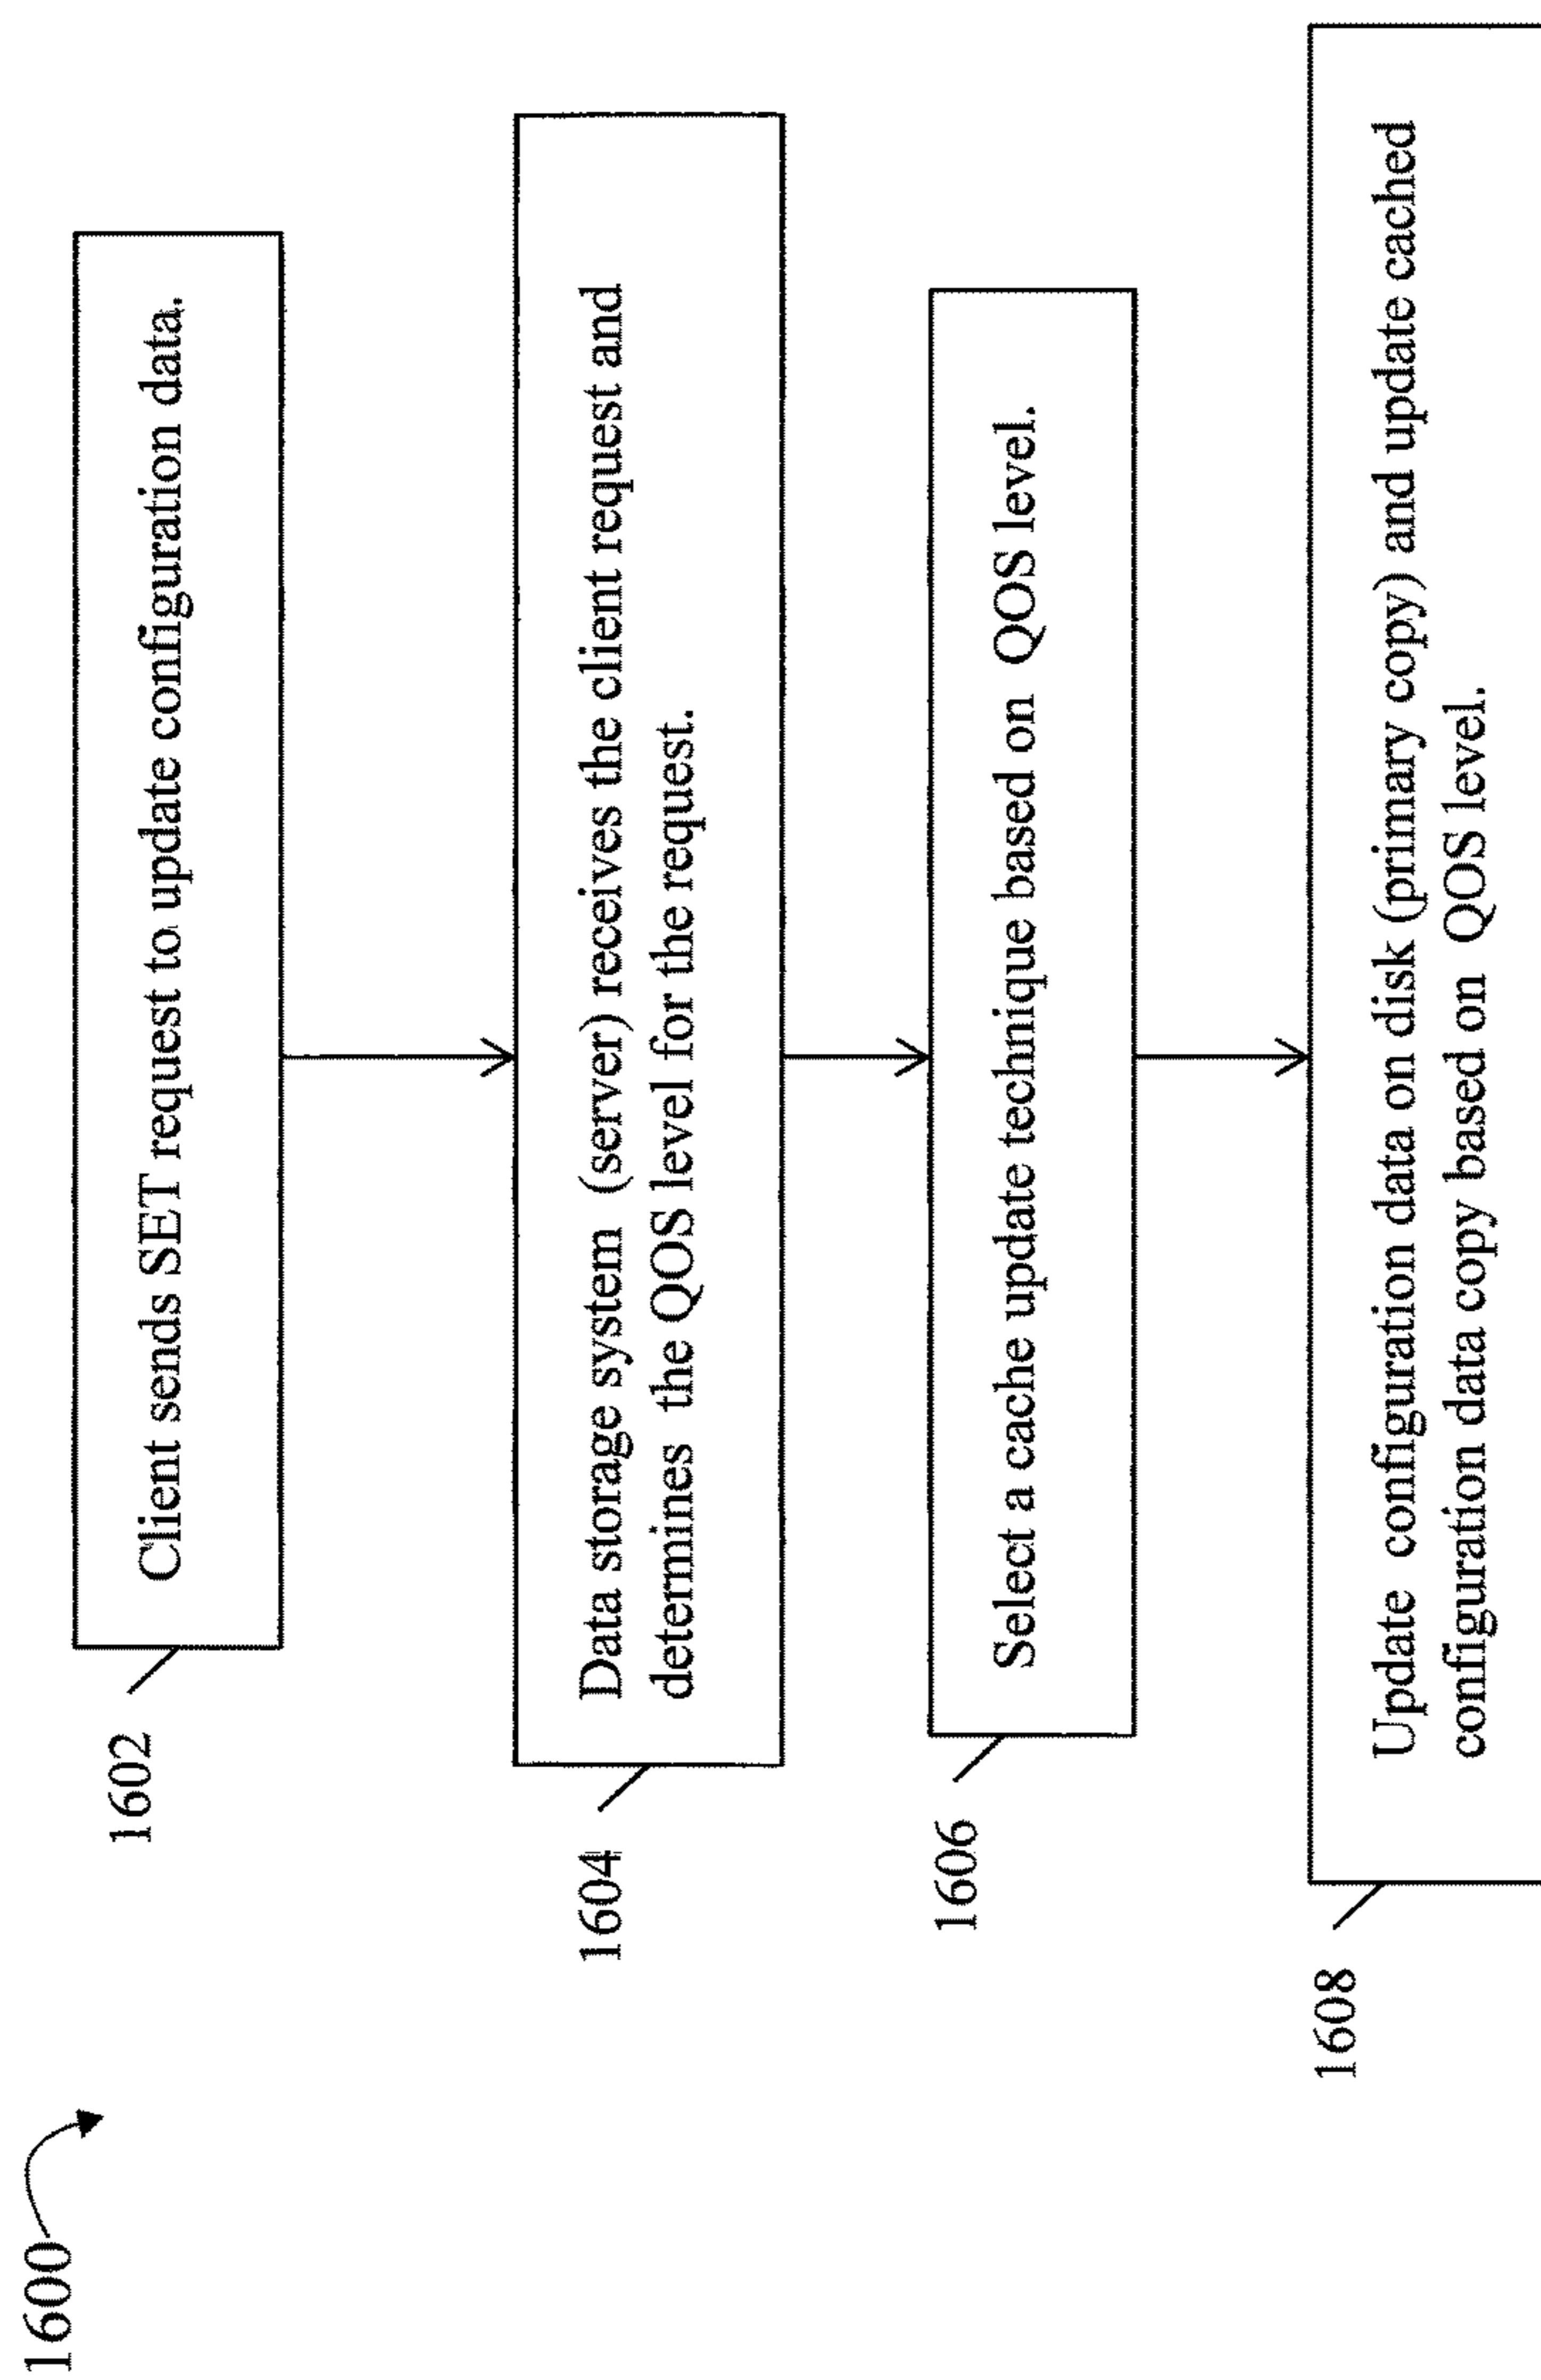 1600
1602
Client sends SET request to update configuration data.
1604
Data storage system (server) receives the client request and
determines the QOS level for the request.
1606
Select a cache update technique based on QOS level.
1608
Update configuration data on disk (primary copy) and update cached
configuration data copy based on QOS level.